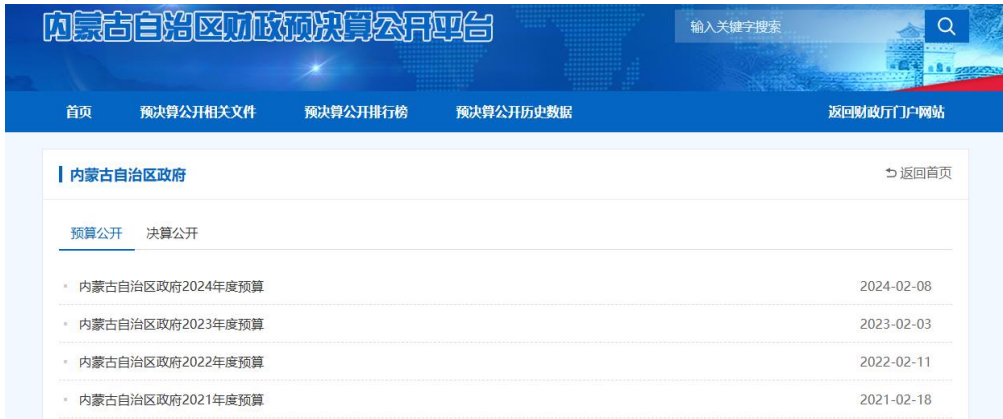 内蒙古自治区财政预决算公开平台
输入关键字搜索
首页 预决算公开相关文件 预决算公开排行榜 预决算公开历史数据 返回财政厅门户网站
内蒙古自治区政府 返回首页
预算公开 决算公开
内蒙古自治区政府2024年度预算 2024-02-08
内蒙古自治区政府2023年度预算 2023-02-03
内蒙古自治区政府2022年度预算 2022-02-11
内蒙古自治区政府2021年度预算 2021-02-18